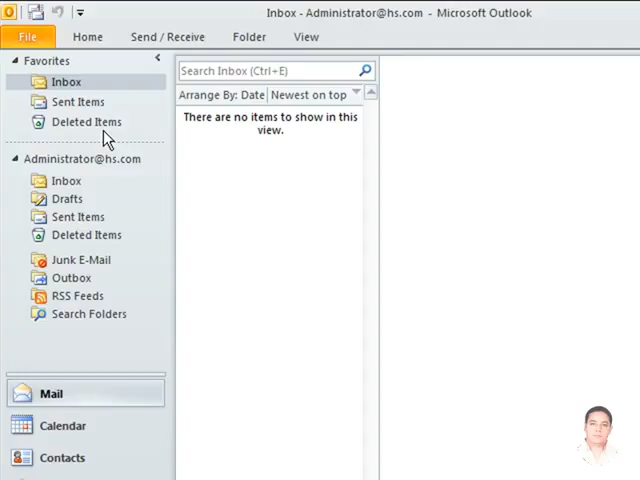 Inbox - Administrator@hs.com - Microsoft Outlook
File Home Send / Receive Folder View
Favorites
Inbox
Sent Items
Deleted Items
Administrator@hs.com
Inbox
Drafts
Sent Items
Deleted Items
Junk E-Mail
Outbox
RSS Feeds
Search Folders
Mail
Calendar
Contacts
Search Inbox (Ctrl+E)
Arrange By: Date Newest on top
There are no items to show in this
view.